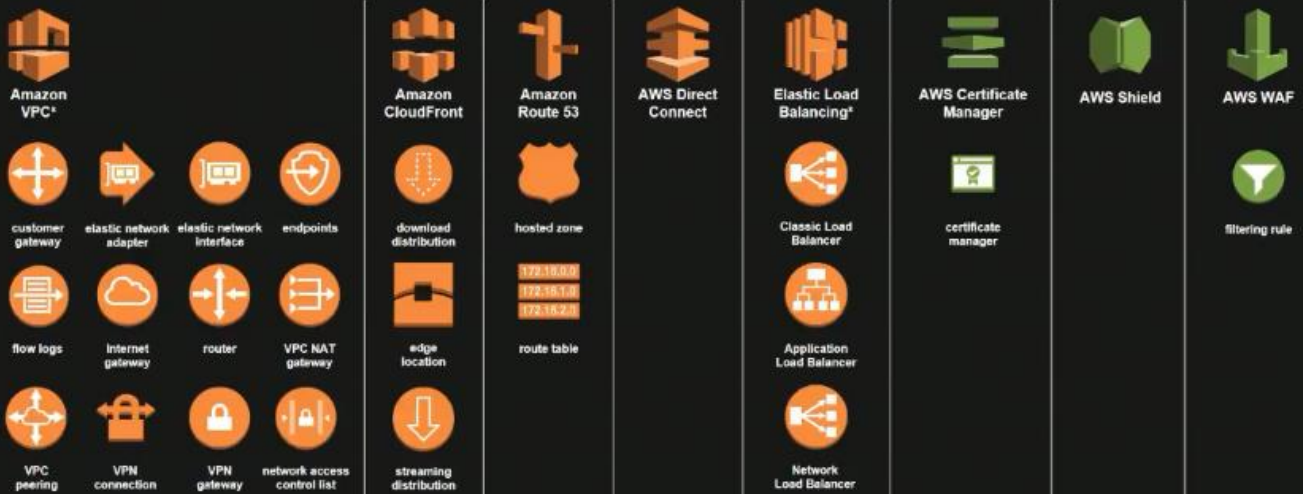 Amazon
VPC*
Amazon
CloudFront
Amazon
Route 53
AWS Direct
Connect
Elastic Load
Balancing*
AWS Certificate
Manager
AWS Shield
AWS WAF
customer
gateway
elastic network
adapter
elastic network
interface
endpoints
download
distribution
hosted zone
Classic Load
Balancer
certificate
manager
filtering rule
172.16.0.0
172.16.1.0
172.16.2.0
flow logs
internet
gateway
router
VPC NAT
gateway
edge
location
route table
Application
Load Balancer
VPC
peering
VPN
connection
VPN
gateway
network access
control list
streaming
distribution
Network
Load Balancer